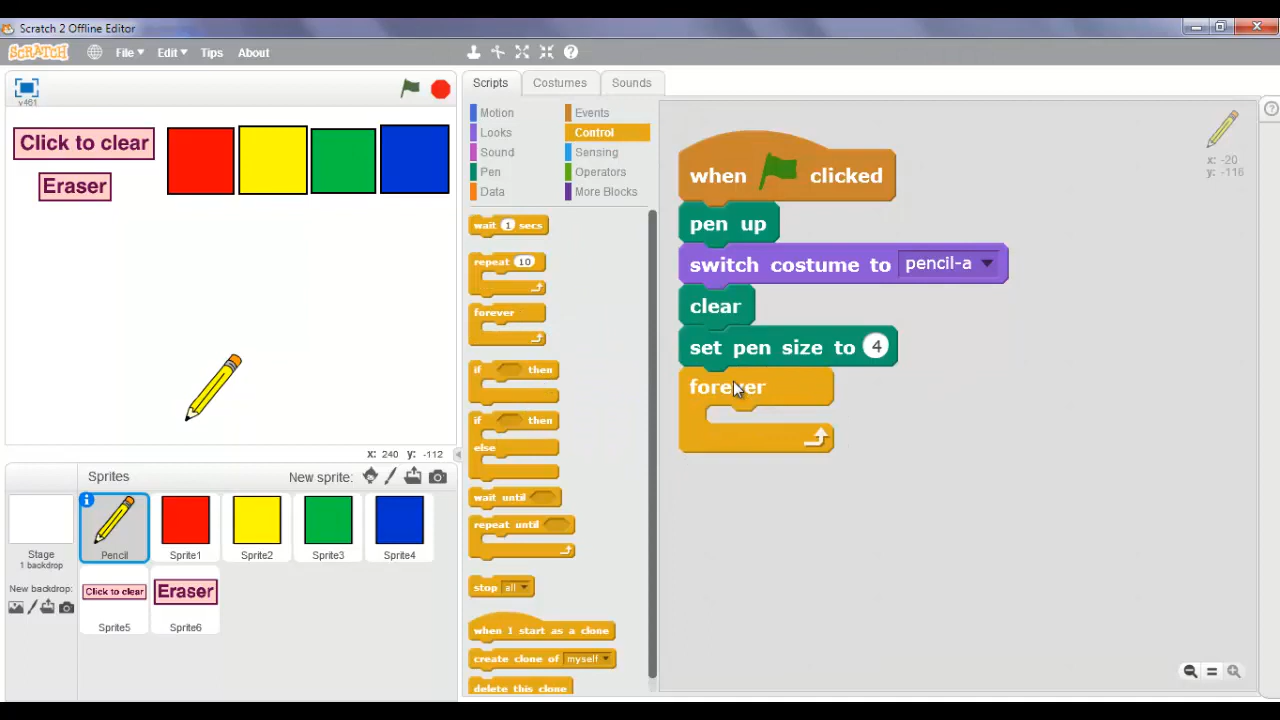 Scratch 2 Offline Editor
SCRATCH File Edit Tips About
v461
Click to clear
Eraser
x: 240 y: -112
Sprites New sprite:
Stage
1 backdrop
New backdrop:
Pencil
Sprite1
Sprite2
Sprite3
Sprite4
Click to clear
Sprite5
Eraser
Sprite6
Scripts Costumes Sounds
Motion Events
Looks Control
Sound Sensing
Pen Operators
Data More Blocks
wait 1 secs
repeat 10
forever
if then
if then
else
wait until
repeat until
stop all
when I start as a clone
create clone of myself
delete this clone
when clicked
pen up
switch costume to pencil-a
clear
set pen size to 4
forever
x: -20
y: -116